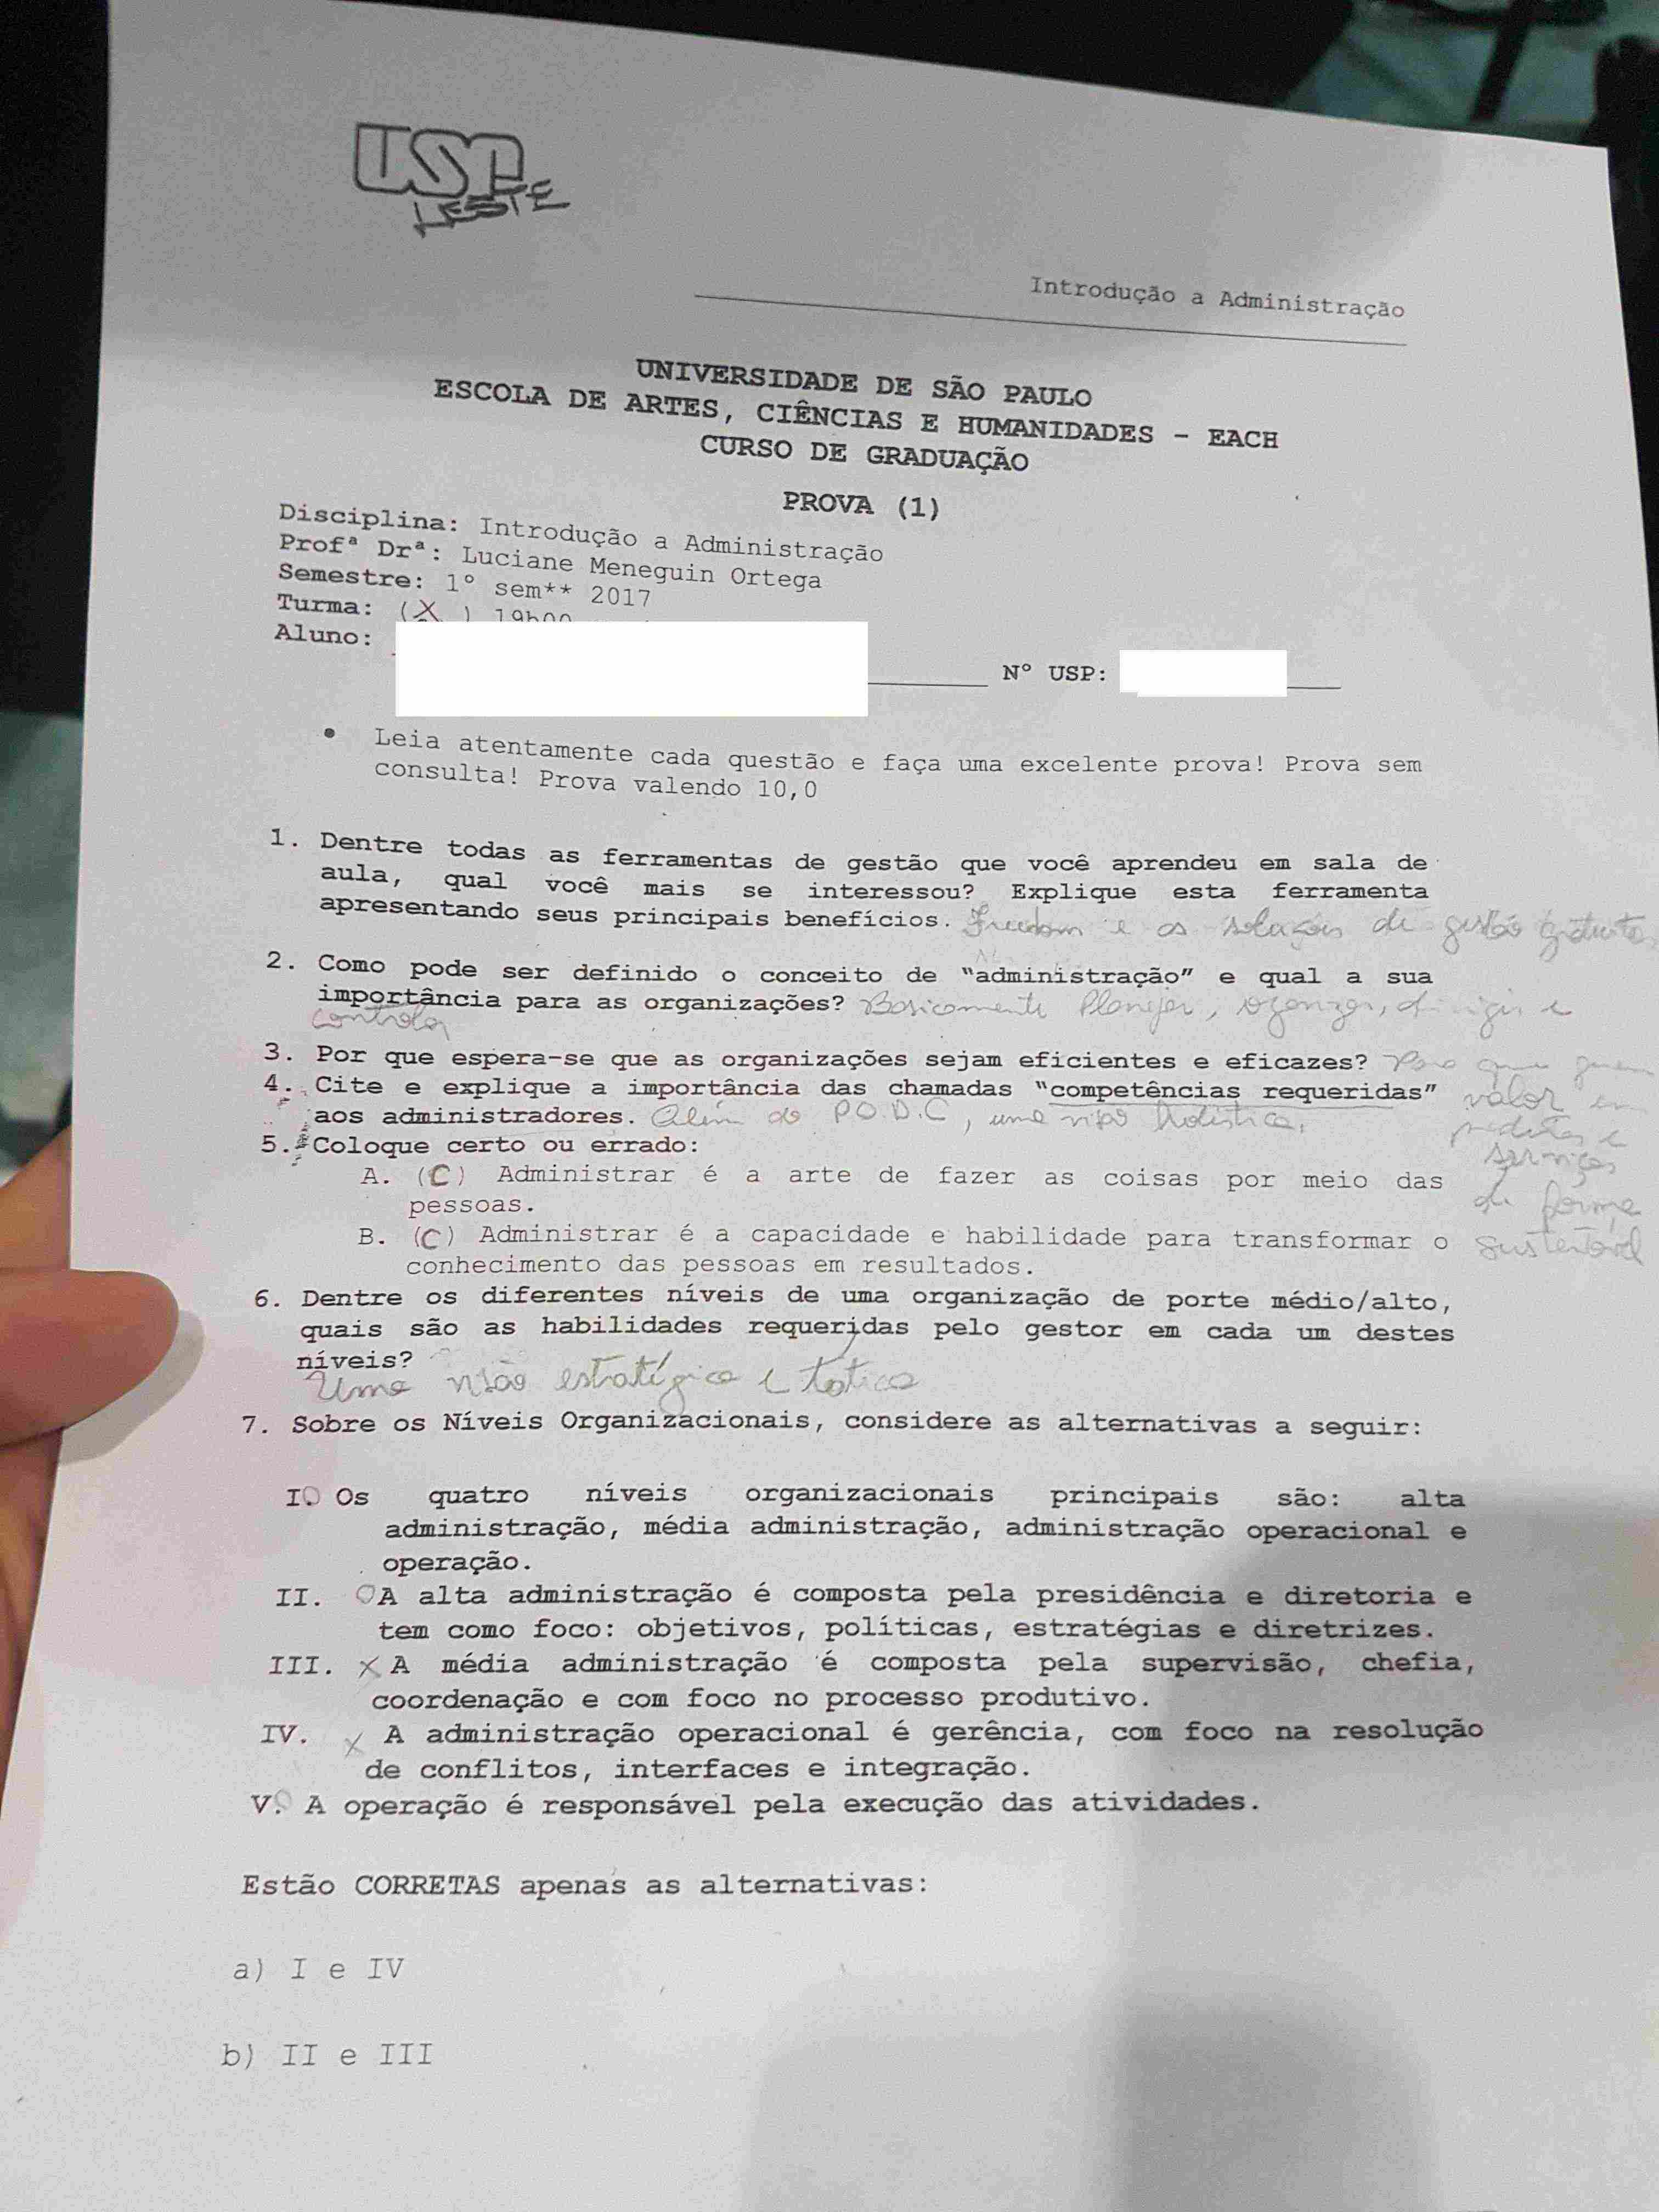 USP
LESTE
Introdução a Administração
UNIVERSIDADE DE SÃO PAULO
ESCOLA DE ARTES, CIÊNCIAS E HUMANIDADES - EACH
CURSO DE GRADUAÇÃO
PROVA (1)
Disciplina: Introdução a Administração
Profª Drª: Luciane Meneguin Ortega
Semestre: 1º sem** 2017
Turma: (X) 19h00
Aluno:
Nº USP:
• Leia atentamente cada questão e faça uma excelente prova! Prova sem
consulta! Prova valendo 10,0
1. Dentre todas as ferramentas de gestão que você aprendeu em sala de
aula, qual você mais se interessou? Explique esta ferramenta
apresentando seus principais benefícios. Freedom e as soluções de gestão gratuitas
2. Como pode ser definido o conceito de "administração" e qual a sua
importância para as organizações? Basicamente Planejar, organizar, dirigir e
controlar
3. Por que espera-se que as organizações sejam eficientes e eficazes? Para que gerem
4. Cite e explique a importância das chamadas "competências requeridas" valor em
aos administradores. Além do P.O.D.C, uma visão holística. produtos e
5. Coloque certo ou errado: serviços,
A. (C) Administrar é a arte de fazer as coisas por meio das de forma
pessoas.
B. (C) Administrar é a capacidade e habilidade para transformar o sustentável
conhecimento das pessoas em resultados.
6. Dentre os diferentes níveis de uma organização de porte médio/alto,
quais são as habilidades requeridas pelo gestor em cada um destes
níveis?
Uma visão estratégica e tática
7. Sobre os Níveis Organizacionais, considere as alternativas a seguir:
I. Os quatro níveis organizacionais principais são: alta
administração, média administração, administração operacional e
operação.
II. A alta administração é composta pela presidência e diretoria e
tem como foco: objetivos, políticas, estratégias e diretrizes.
III. X A média administração é composta pela supervisão, chefia,
coordenação e com foco no processo produtivo.
IV. X A administração operacional é gerência, com foco na resolução
de conflitos, interfaces e integração.
V. A operação é responsável pela execução das atividades.
Estão CORRETAS apenas as alternativas:
a) I e IV
b) II e III